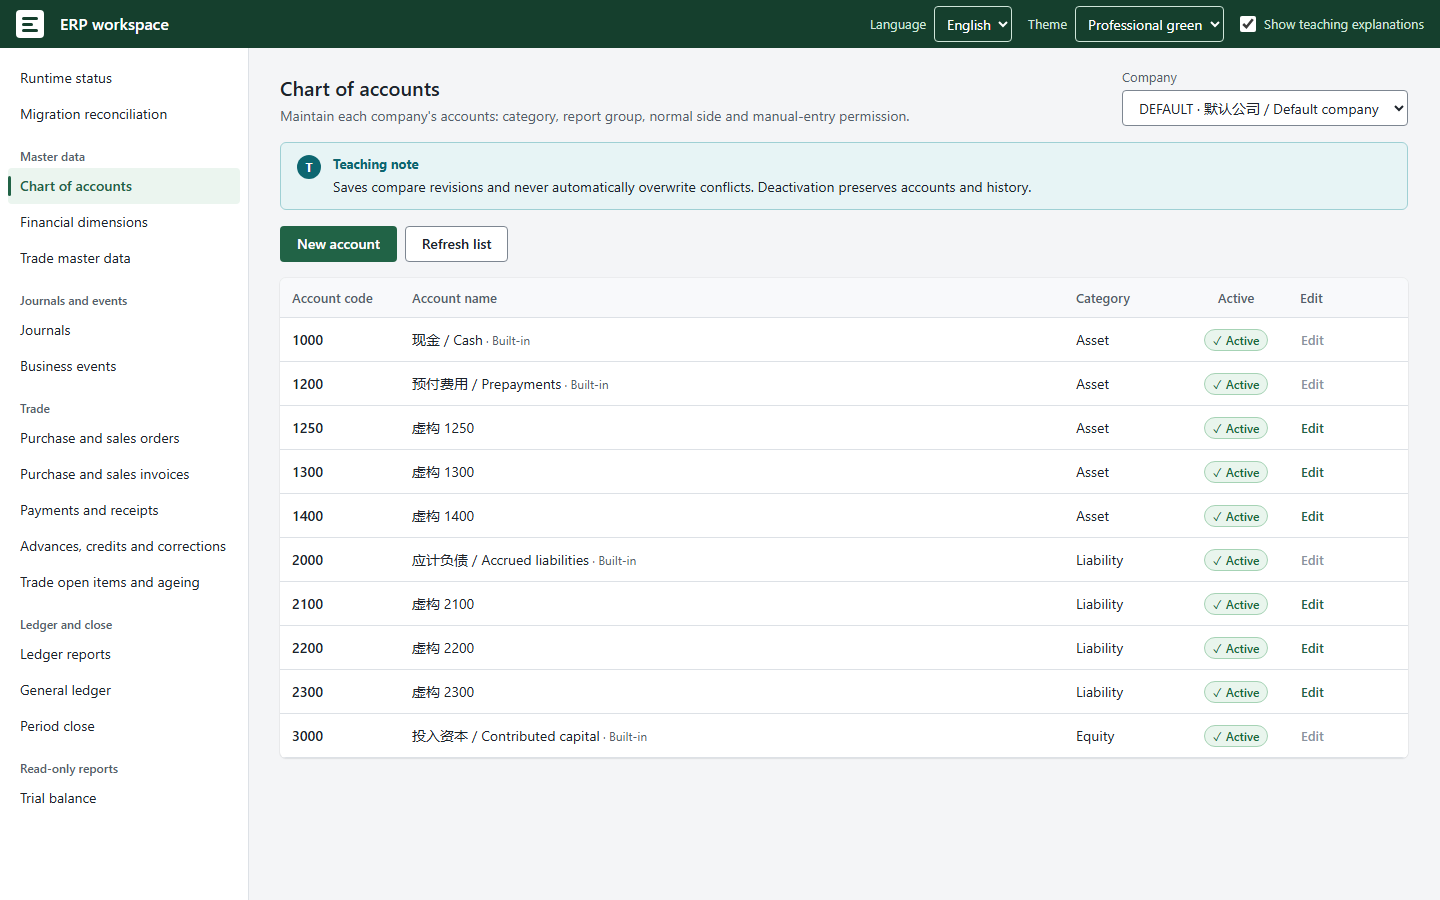 ERP workspace
Language English Theme Professional green Show teaching explanations
Runtime status
Migration reconciliation
Master data
Chart of accounts
Financial dimensions
Trade master data
Journals and events
Journals
Business events
Trade
Purchase and sales orders
Purchase and sales invoices
Payments and receipts
Advances, credits and corrections
Trade open items and ageing
Ledger and close
Ledger reports
General ledger
Period close
Read-only reports
Trial balance
Chart of accounts
Maintain each company's accounts: category, report group, normal side and manual-entry permission.
Company
DEFAULT · 默认公司 / Default company
T Teaching note
Saves compare revisions and never automatically overwrite conflicts. Deactivation preserves accounts and history.
New account Refresh list
Account code Account name Category Active Edit
1000 现金 / Cash · Built-in Asset ✓ Active Edit
1200 预付费用 / Prepayments · Built-in Asset ✓ Active Edit
1250 虚构 1250 Asset ✓ Active Edit
1300 虚构 1300 Asset ✓ Active Edit
1400 虚构 1400 Asset ✓ Active Edit
2000 应计负债 / Accrued liabilities · Built-in Liability ✓ Active Edit
2100 虚构 2100 Liability ✓ Active Edit
2200 虚构 2200 Liability ✓ Active Edit
2300 虚构 2300 Liability ✓ Active Edit
3000 投入资本 / Contributed capital · Built-in Equity ✓ Active Edit